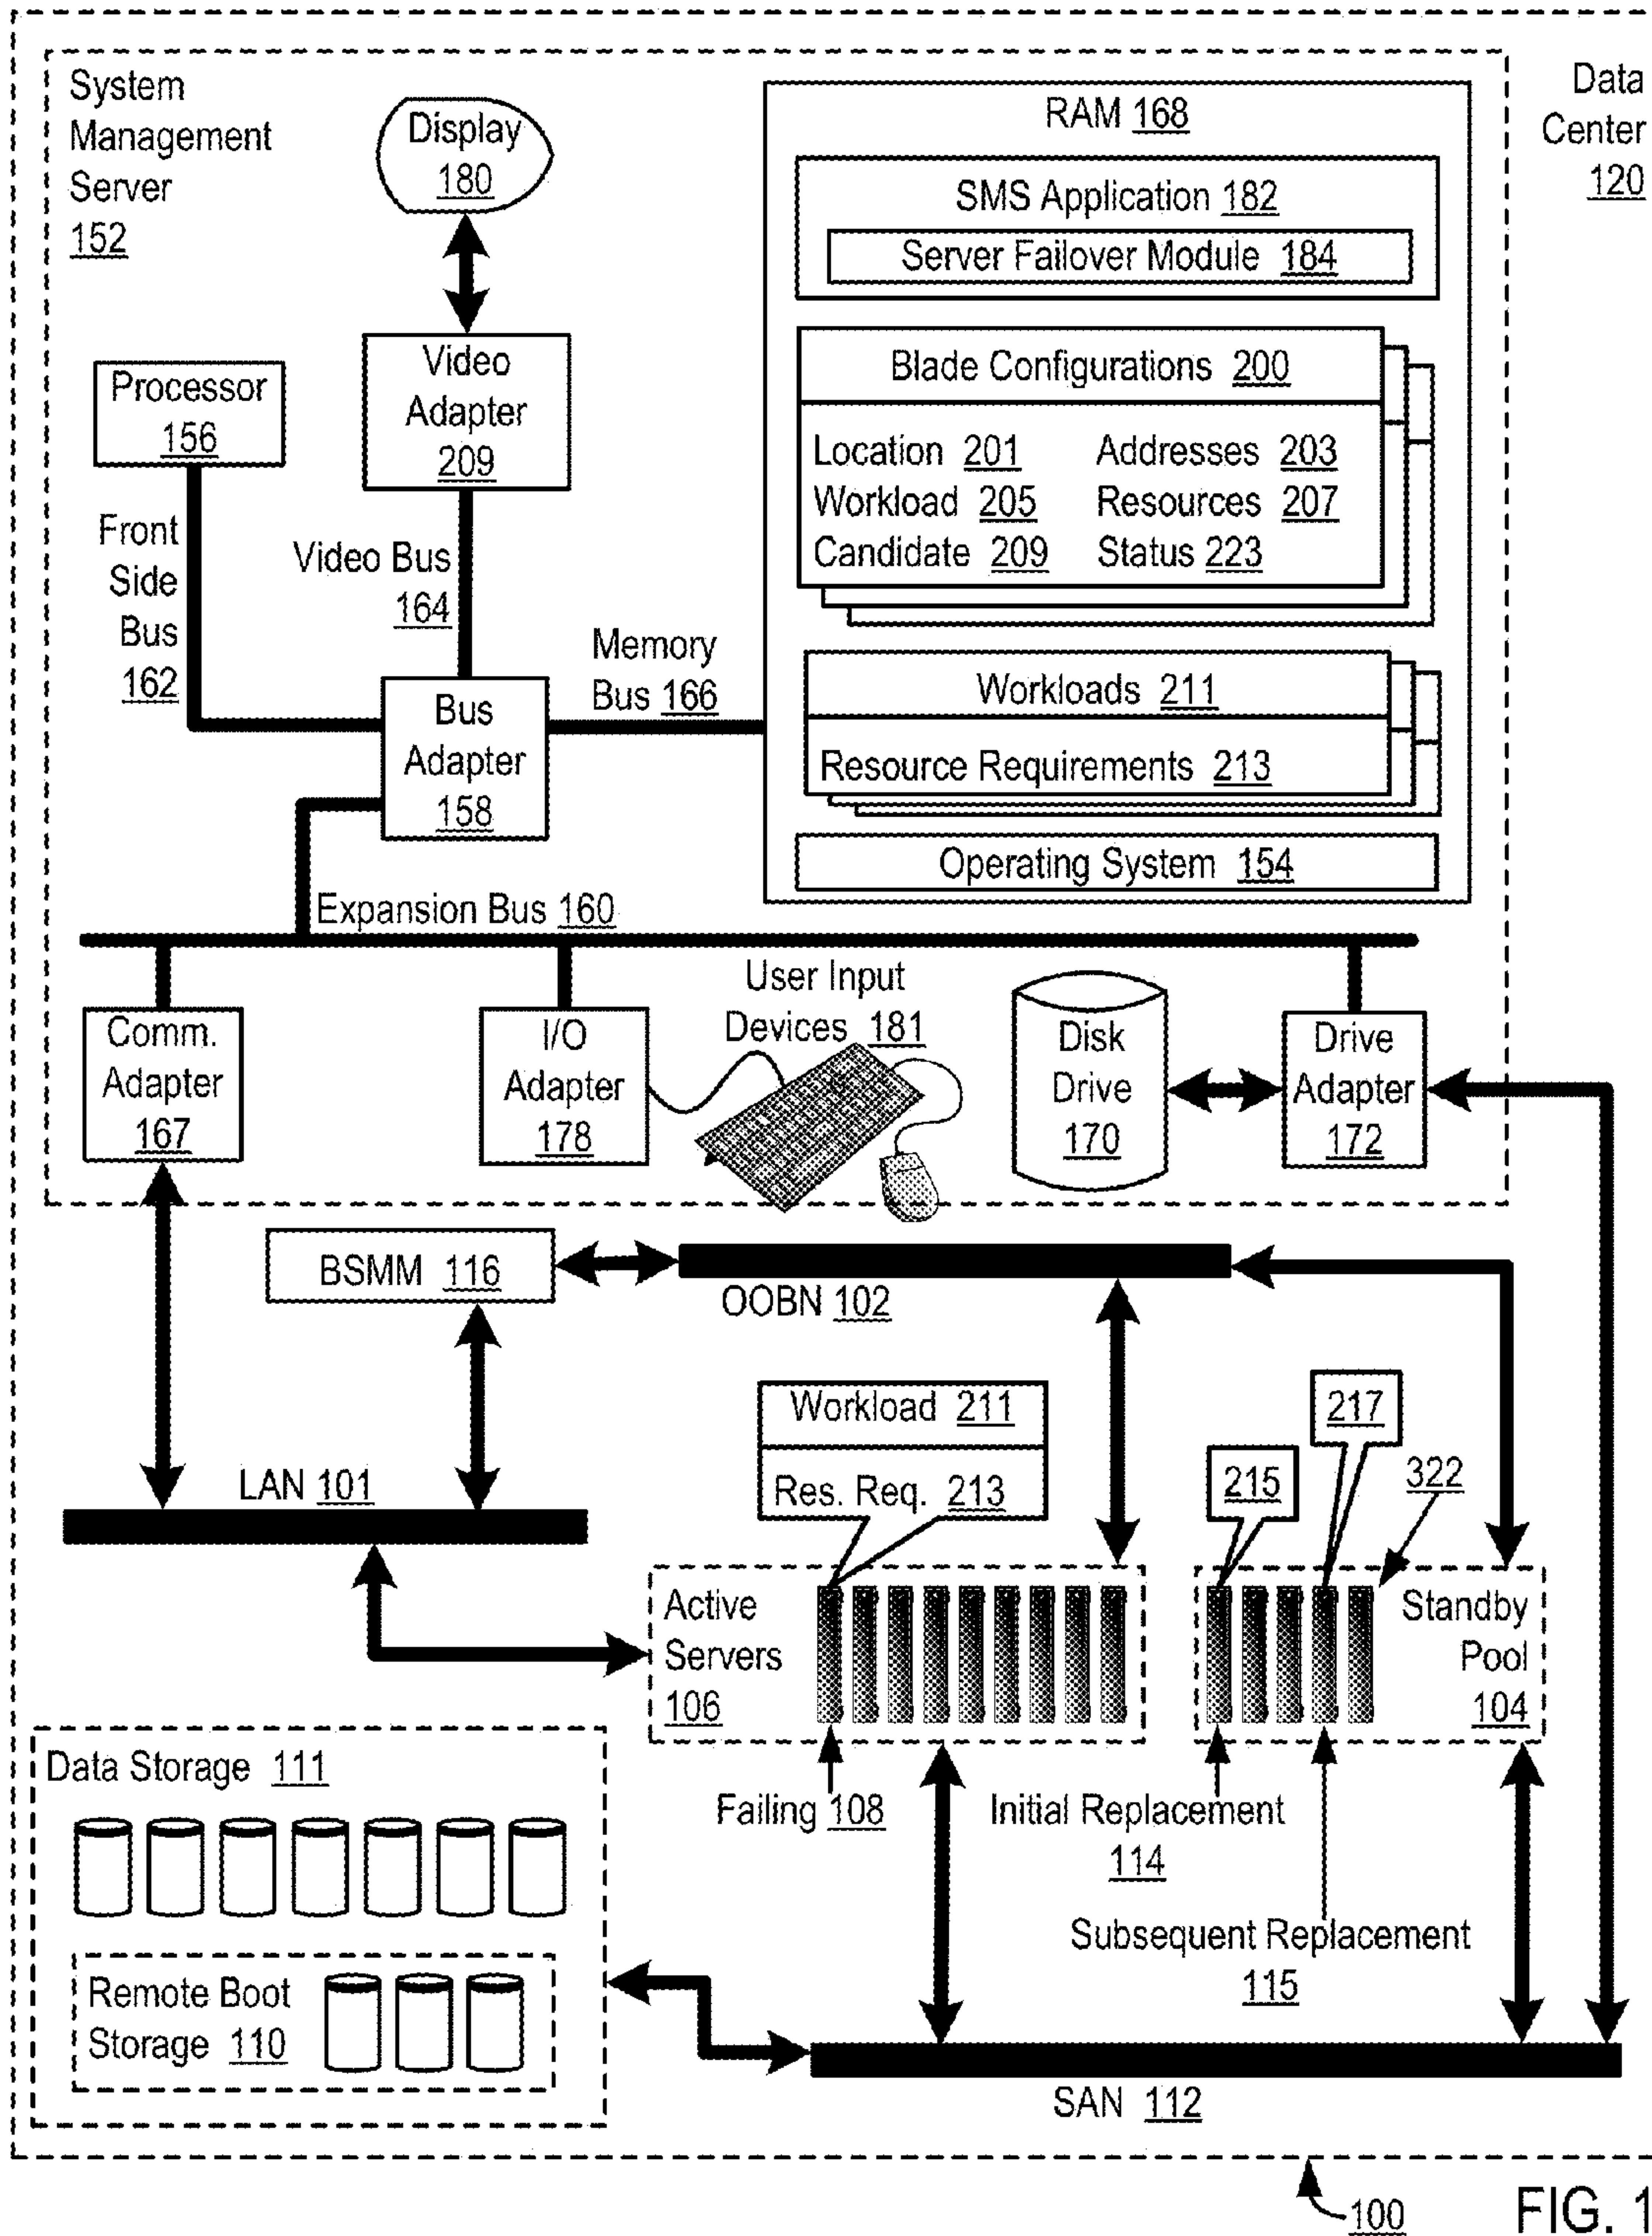 System
Management
Server
152
Display
180
RAM 168
Data
Center
120
SMS Application 182
Server Failover Module 184
Processor
156
Video
Adapter
209
Blade Configurations 200
Location 201 Addresses 203
Workload 205 Resources 207
Candidate 209 Status 223
Front
Side
Bus
162
Video Bus
164
Memory
Bus 166
Bus
Adapter
158
Workloads 211
Resource Requirements 213
Operating System 154
Expansion Bus 160
Comm.
Adapter
167
I/O
Adapter
178
User Input
Devices 181
Disk
Drive
170
Drive
Adapter
172
BSMM 116
OOBN 102
LAN 101
Workload 211
Res. Req. 213
215
217
322
Active
Servers
106
Standby
Pool
104
Failing 108
Initial Replacement
114
Subsequent Replacement
115
Data Storage 111
Remote Boot
Storage 110
SAN 112
100
FIG. 1